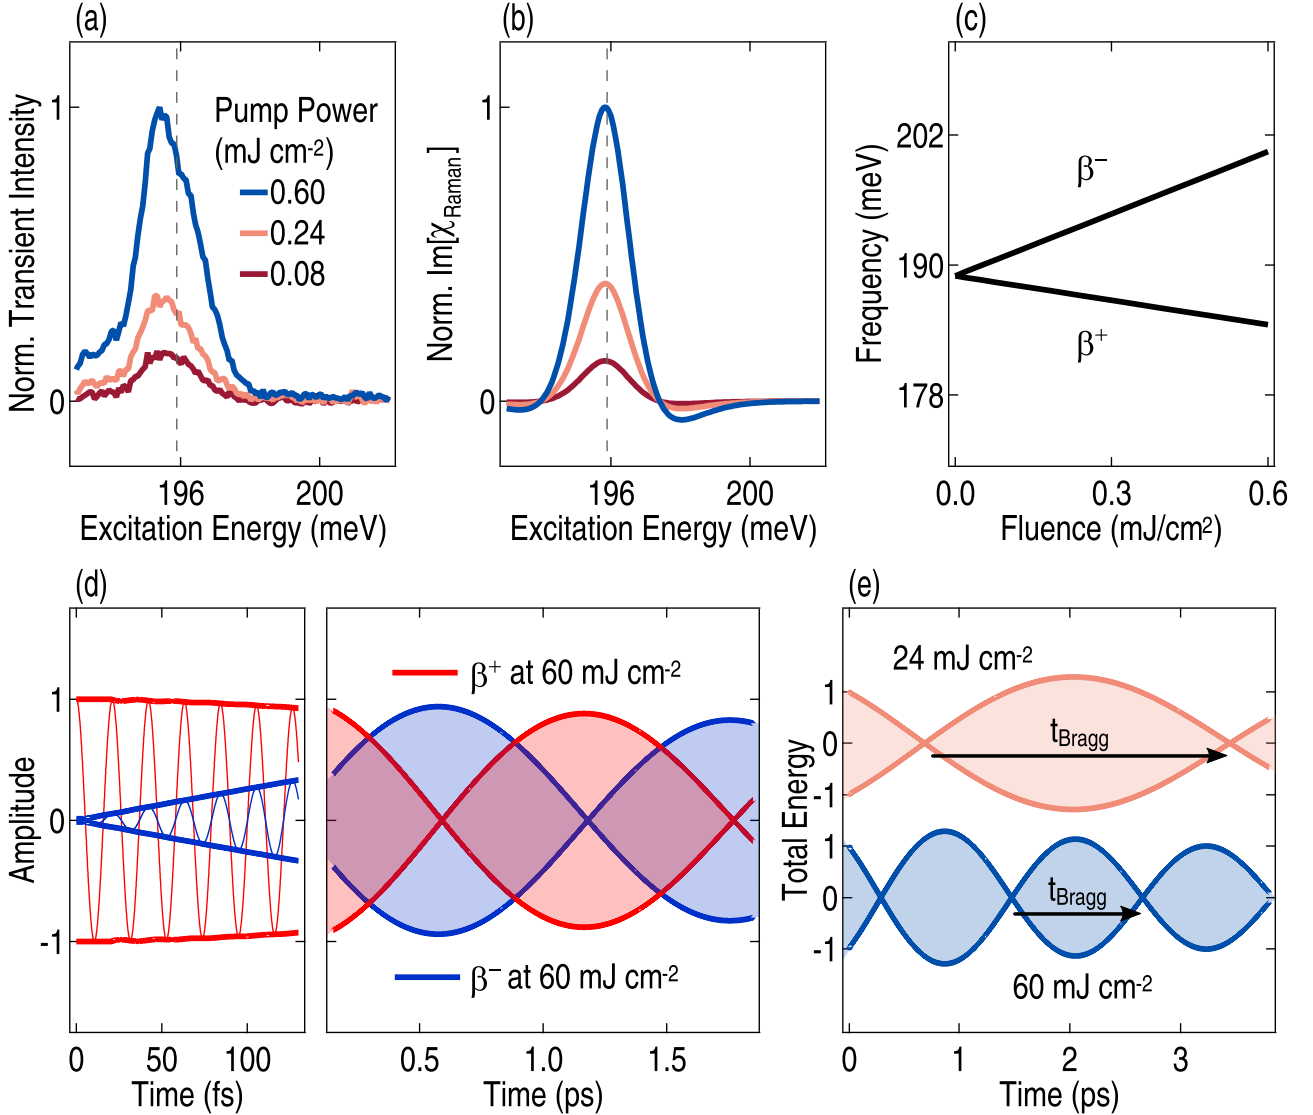 (a)
Norm. Transient Intensity
1
0
Pump Power
(mJ cm-2)
0.60
0.24
0.08
196
200
Excitation Energy (meV)
(b)
Norm. Im[χRaman]
1
0
196
200
Excitation Energy (meV)
(c)
Frequency (meV)
202
190
178
β−
β+
0.0
0.3
0.6
Fluence (mJ/cm2)
(d)
Amplitude
1
0
-1
0
50
100
Time (fs)
β+ at 60 mJ cm-2
β− at 60 mJ cm-2
0.5
1.0
1.5
Time (ps)
(e)
Total Energy
24 mJ cm-2
1
0
-1
tBragg
1
0
-1
tBragg
60 mJ cm-2
0
1
2
3
Time (ps)